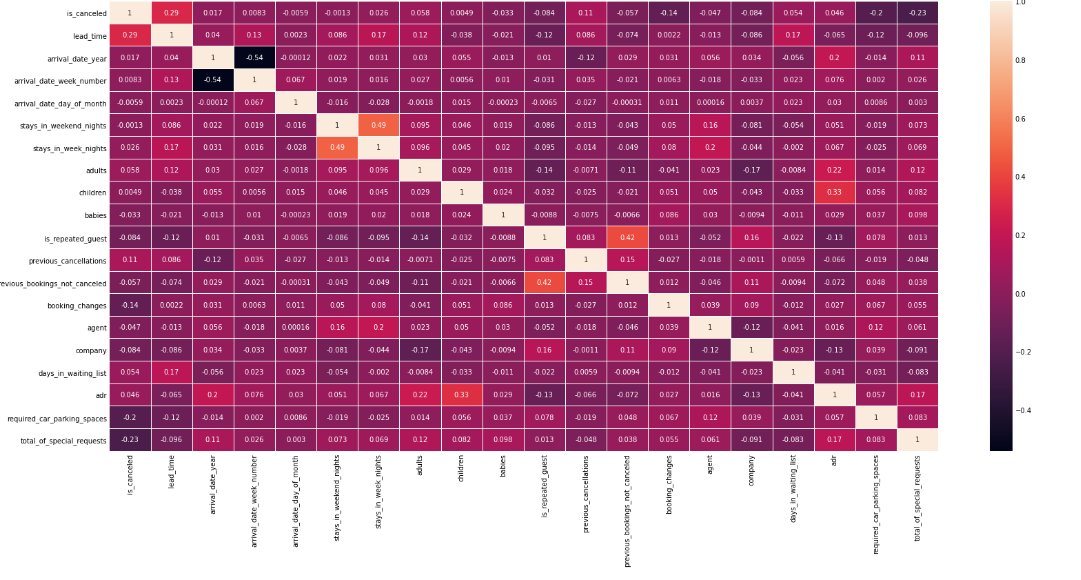 is_canceled 1 0.29 0.017 0.0083 -0.0059 -0.0013 0.026 0.058 0.0049 -0.033 -0.084 0.11 -0.057 -0.14 -0.047 -0.084 0.054 0.046 -0.2 -0.23
lead_time 0.29 1 0.04 0.13 0.0023 0.086 0.17 0.12 -0.038 -0.021 -0.12 0.086 -0.074 0.0022 -0.013 -0.086 0.17 -0.065 -0.12 -0.096
arrival_date_year 0.017 0.04 1 -0.54 -0.00012 0.022 0.031 0.03 0.055 -0.013 0.01 -0.12 0.029 0.031 0.056 0.034 -0.056 0.2 -0.014 0.11
arrival_date_week_number 0.0083 0.13 -0.54 1 0.067 0.019 0.016 0.027 0.0056 0.01 -0.031 0.035 -0.021 0.0063 -0.018 -0.033 0.023 0.076 0.002 0.026
arrival_date_day_of_month -0.0059 0.0023 -0.00012 0.067 1 -0.016 -0.028 -0.0018 0.015 -0.00023 -0.0065 -0.027 -0.00031 0.011 0.00016 0.0037 0.023 0.03 0.0086 0.003
stays_in_weekend_nights -0.0013 0.086 0.022 0.019 -0.016 1 0.49 0.095 0.046 0.019 -0.086 -0.013 -0.043 0.05 0.16 -0.081 -0.054 0.051 -0.019 0.073
stays_in_week_nights 0.026 0.17 0.031 0.016 -0.028 0.49 1 0.096 0.045 0.02 -0.095 -0.014 -0.049 0.08 0.2 -0.044 -0.002 0.067 -0.025 0.069
adults 0.058 0.12 0.03 0.027 -0.0018 0.095 0.096 1 0.029 0.018 -0.14 -0.0071 -0.11 -0.041 0.023 -0.17 -0.0084 0.22 0.014 0.12
children 0.0049 -0.038 0.055 0.0056 0.015 0.046 0.045 0.029 1 0.024 -0.032 -0.025 -0.021 0.051 0.05 -0.043 -0.033 0.33 0.056 0.082
babies -0.033 -0.021 -0.013 0.01 -0.00023 0.019 0.02 0.018 0.024 1 -0.0088 -0.0075 -0.0066 0.086 0.03 -0.0094 -0.011 0.029 0.037 0.098
is_repeated_guest -0.084 -0.12 0.01 -0.031 -0.0065 -0.086 -0.095 -0.14 -0.032 -0.0088 1 0.083 0.42 0.013 -0.052 0.16 -0.022 -0.13 0.078 0.013
previous_cancellations 0.11 0.086 -0.12 0.035 -0.027 -0.013 -0.014 -0.0071 -0.025 -0.0075 0.083 1 0.15 -0.027 -0.018 -0.0011 0.0059 -0.066 -0.019 -0.048
revious_bookings_not_canceled -0.057 -0.074 0.029 -0.021 -0.00031 -0.043 -0.049 -0.11 -0.021 -0.0066 0.42 0.15 1 0.012 -0.046 0.11 -0.0094 -0.072 0.048 0.038
booking_changes -0.14 0.0022 0.031 0.0063 0.011 0.05 0.08 -0.041 0.051 0.086 0.013 -0.027 0.012 1 0.039 0.09 -0.012 0.027 0.067 0.055
agent -0.047 -0.013 0.056 -0.018 0.00016 0.16 0.2 0.023 0.05 0.03 -0.052 -0.018 -0.046 0.039 1 -0.12 -0.041 0.016 0.12 0.061
company -0.084 -0.086 0.034 -0.033 0.0037 -0.081 -0.044 -0.17 -0.043 -0.0094 0.16 -0.0011 0.11 0.09 -0.12 1 -0.023 -0.13 0.039 -0.091
days_in_waiting_list 0.054 0.17 -0.056 0.023 0.023 -0.054 -0.002 -0.0084 -0.033 -0.011 -0.022 0.0059 -0.0094 -0.012 -0.041 -0.023 1 -0.041 -0.031 -0.083
adr 0.046 -0.065 0.2 0.076 0.03 0.051 0.067 0.22 0.33 0.029 -0.13 -0.066 -0.072 0.027 0.016 -0.13 -0.041 1 0.057 0.17
required_car_parking_spaces -0.2 -0.12 -0.014 0.002 0.0086 -0.019 -0.025 0.014 0.056 0.037 0.078 -0.019 0.048 0.067 0.12 0.039 -0.031 0.057 1 0.083
total_of_special_requests -0.23 -0.096 0.11 0.026 0.003 0.073 0.069 0.12 0.082 0.098 0.013 -0.048 0.038 0.055 0.061 -0.091 -0.083 0.17 0.083 1
is_canceled
lead_time
arrival_date_year
arrival_date_week_number
arrival_date_day_of_month
stays_in_weekend_nights
stays_in_week_nights
adults
children
babies
is_repeated_guest
previous_cancellations
previous_bookings_not_canceled
booking_changes
agent
company
days_in_waiting_list
adr
required_car_parking_spaces
total_of_special_requests
1.0
0.8
0.6
0.4
0.2
0.0
−0.2
−0.4